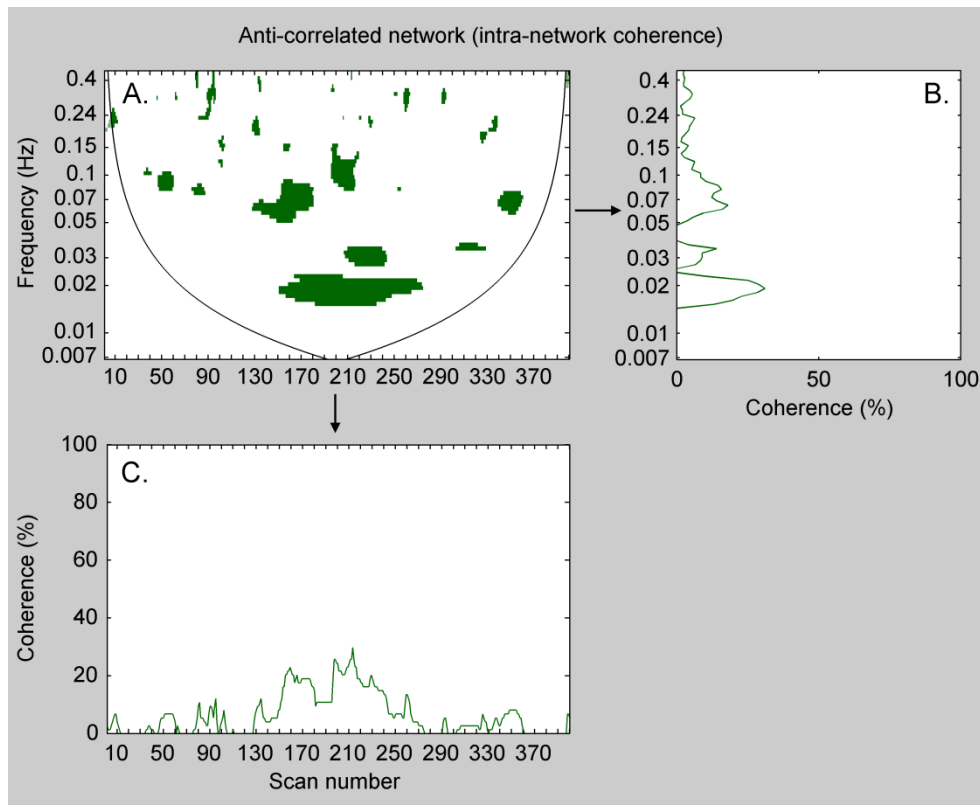 Anti-correlated network (intra-network coherence)
A.
Frequency (Hz)
0.4
0.24
0.15
0.1
0.07
0.05
0.03
0.02
0.01
0.007
10 50 90 130 170 210 250 290 330 370
B.
0.4
0.24
0.15
0.1
0.07
0.05
0.03
0.02
0.01
0.007
0 50 100
Coherence (%)
C.
Coherence (%)
100
80
60
40
20
0
10 50 90 130 170 210 250 290 330 370
Scan number